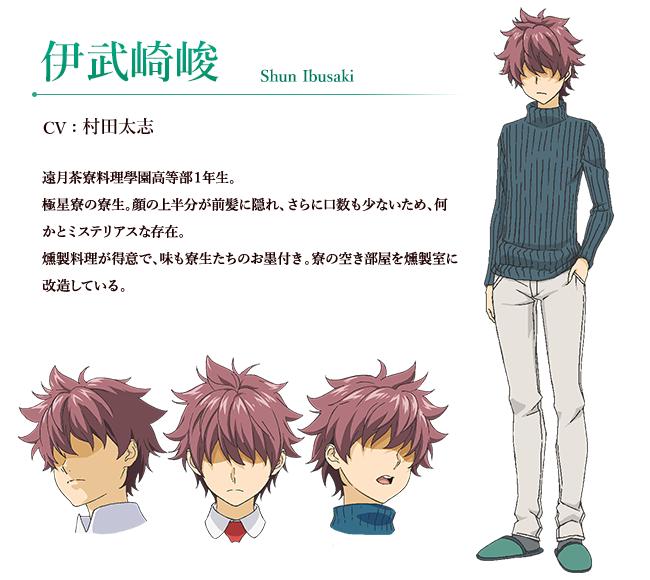 伊武崎峻
Shun Ibusaki
CV：村田太志
遠月茶寮料理學園高等部1年生。
極星寮の寮生。顔の上半分が前髪に隠れ、さらに口数も少ないため、何
かとミステリアスな存在。
燻製料理が得意で、味も寮生たちのお墨付き。寮の空き部屋を燻製室に
改造している。